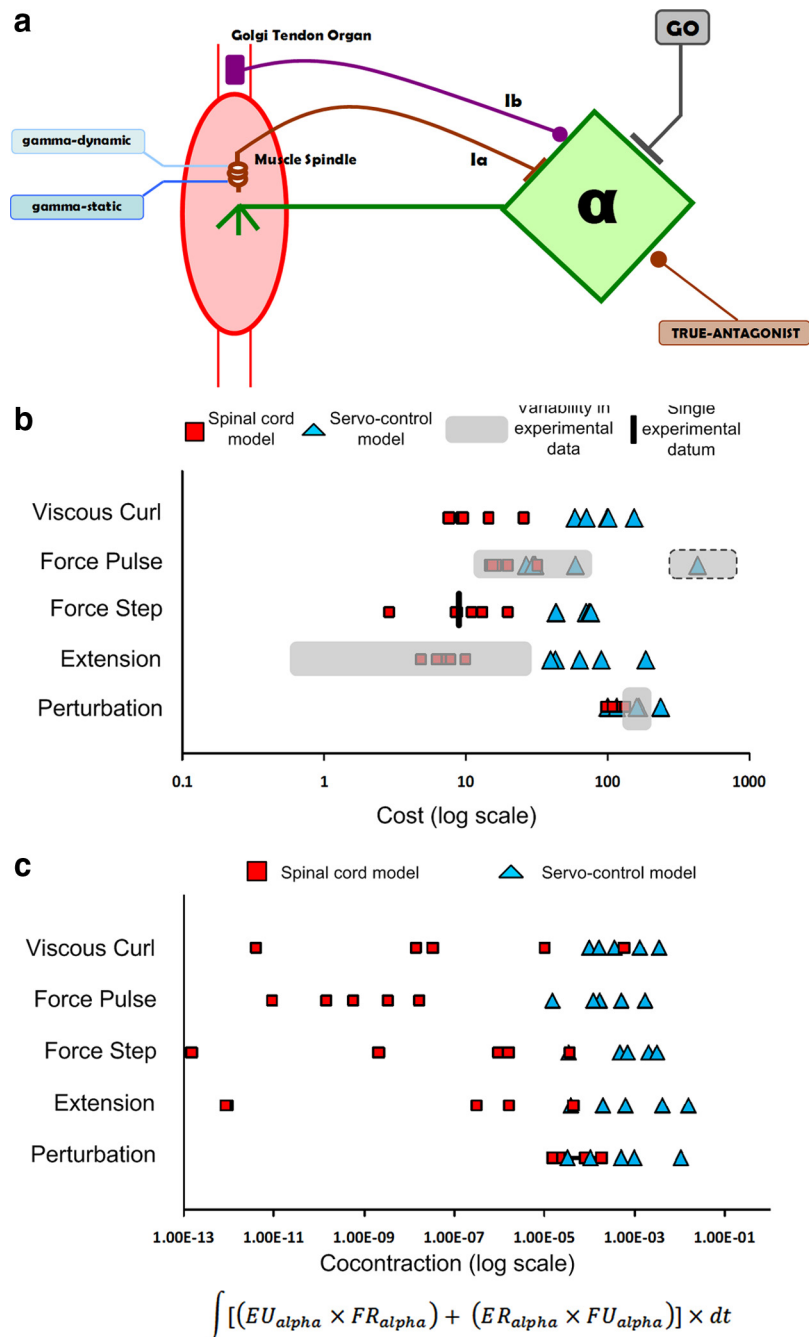 a
Golgi Tendon Organ
GO
Ib
gamma-dynamic
Muscle Spindle
Ia
gamma-static
α
TRUE-ANTAGONIST
b
Spinal cord model
Servo-control model
Variability in experimental data
Single experimental datum
Viscous Curl
Force Pulse
Force Step
Extension
Perturbation
0.1 1 10 100 1000
Cost (log scale)
c
Spinal cord model
Servo-control model
Viscous Curl
Force Pulse
Force Step
Extension
Perturbation
1.00E-13 1.00E-11 1.00E-09 1.00E-07 1.00E-05 1.00E-03 1.00E-01
Cocontraction (log scale)
∫ [(EU_alpha × FR_alpha) + (ER_alpha × FU_alpha)] × dt